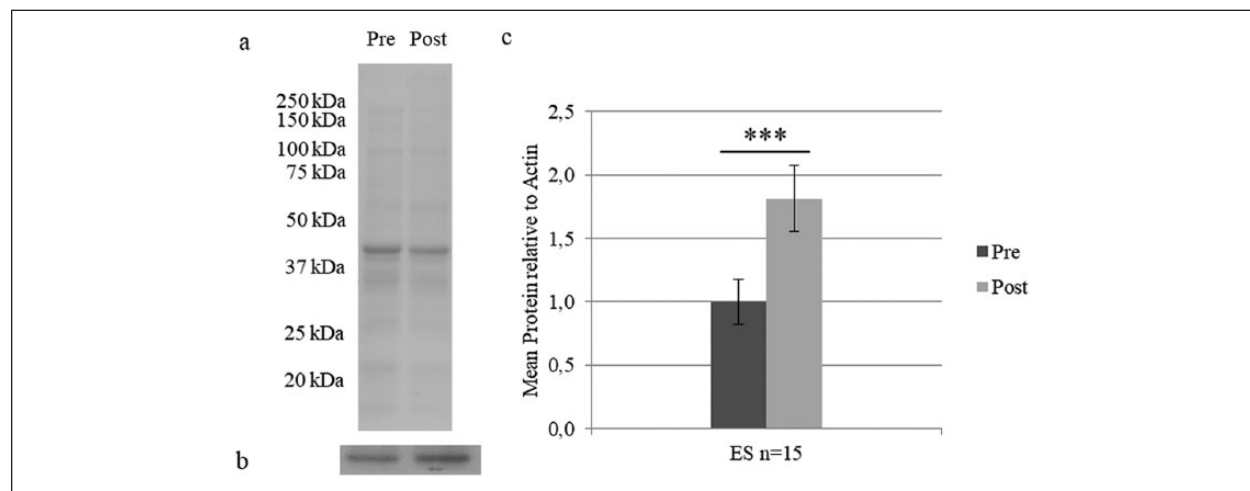 a
Pre Post
250 kDa
150 kDa
100 kDa
75 kDa
50 kDa
37 kDa
25 kDa
20 kDa
b
c
Mean Protein relative to Actin
2,5
2,0
1,5
1,0
0,5
0,0
***
ES n=15
Pre
Post